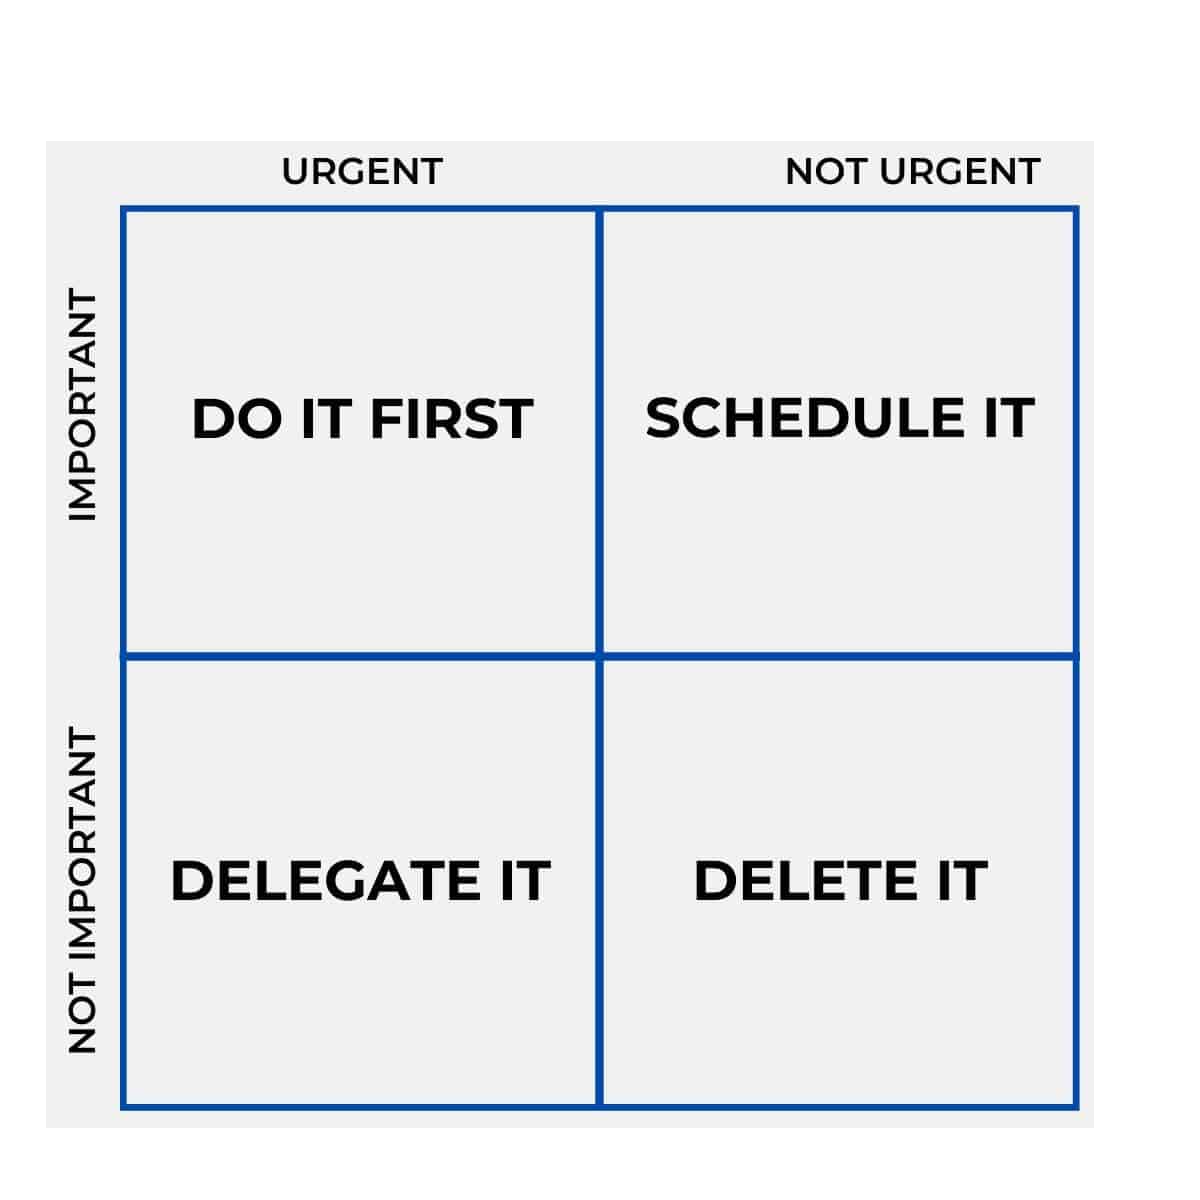 URGENT
NOT URGENT
IMPORTANT
DO IT FIRST
SCHEDULE IT
NOT IMPORTANT
DELEGATE IT
DELETE IT